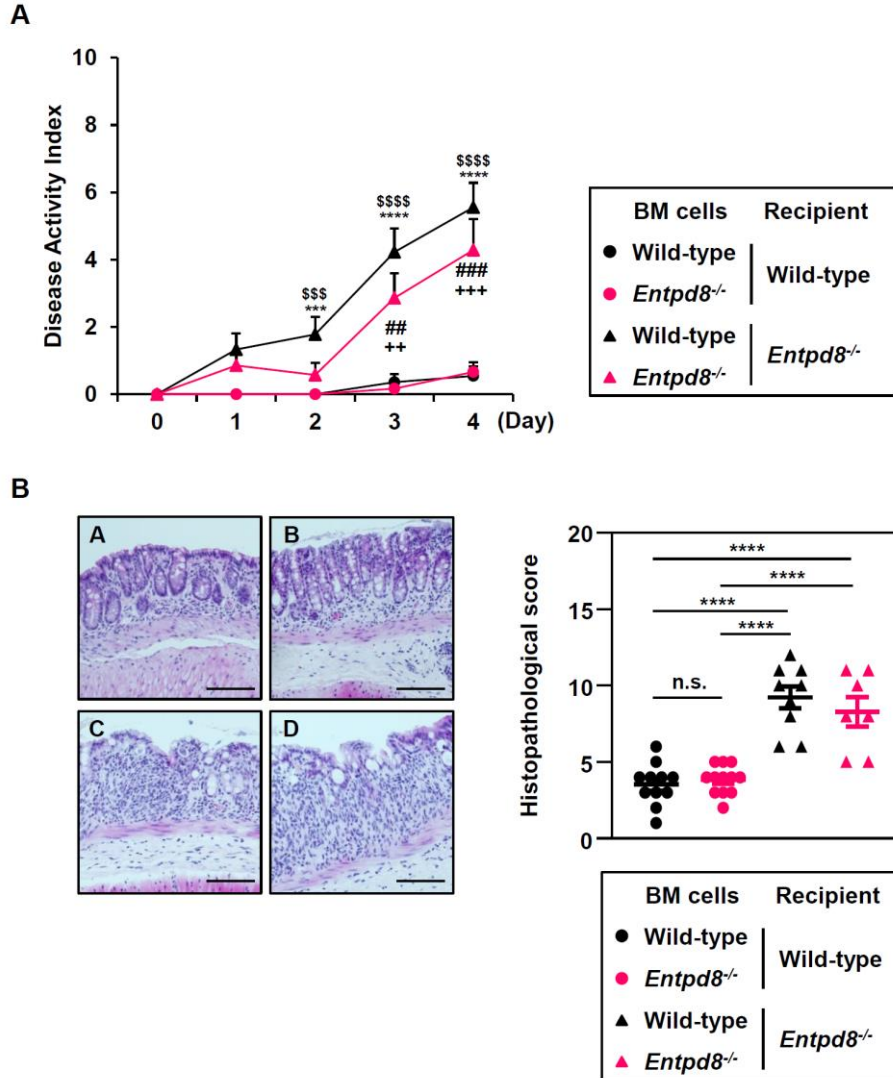 A
Disease Activity Index
10
8
6
4
2
0
0 1 2 3 4 (Day)
$$$
***
$$$$
****
$$$$
****
##
++
###
+++
BM cells Recipient
Wild-type
Entpd8-/-
Wild-type
Wild-type
Entpd8-/-
Entpd8-/-
B
A
B
C
D
Histopathological score
20
15
10
5
0
****
****
****
****
n.s.
BM cells Recipient
Wild-type
Entpd8-/-
Wild-type
Wild-type
Entpd8-/-
Entpd8-/-